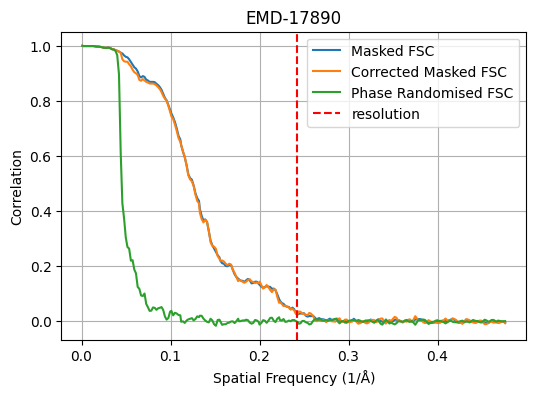 EMD-17890
Masked FSC
Corrected Masked FSC
Phase Randomised FSC
resolution
Correlation
1.0
0.8
0.6
0.4
0.2
0.0
0.0 0.1 0.2 0.3 0.4
Spatial Frequency (1/Å)